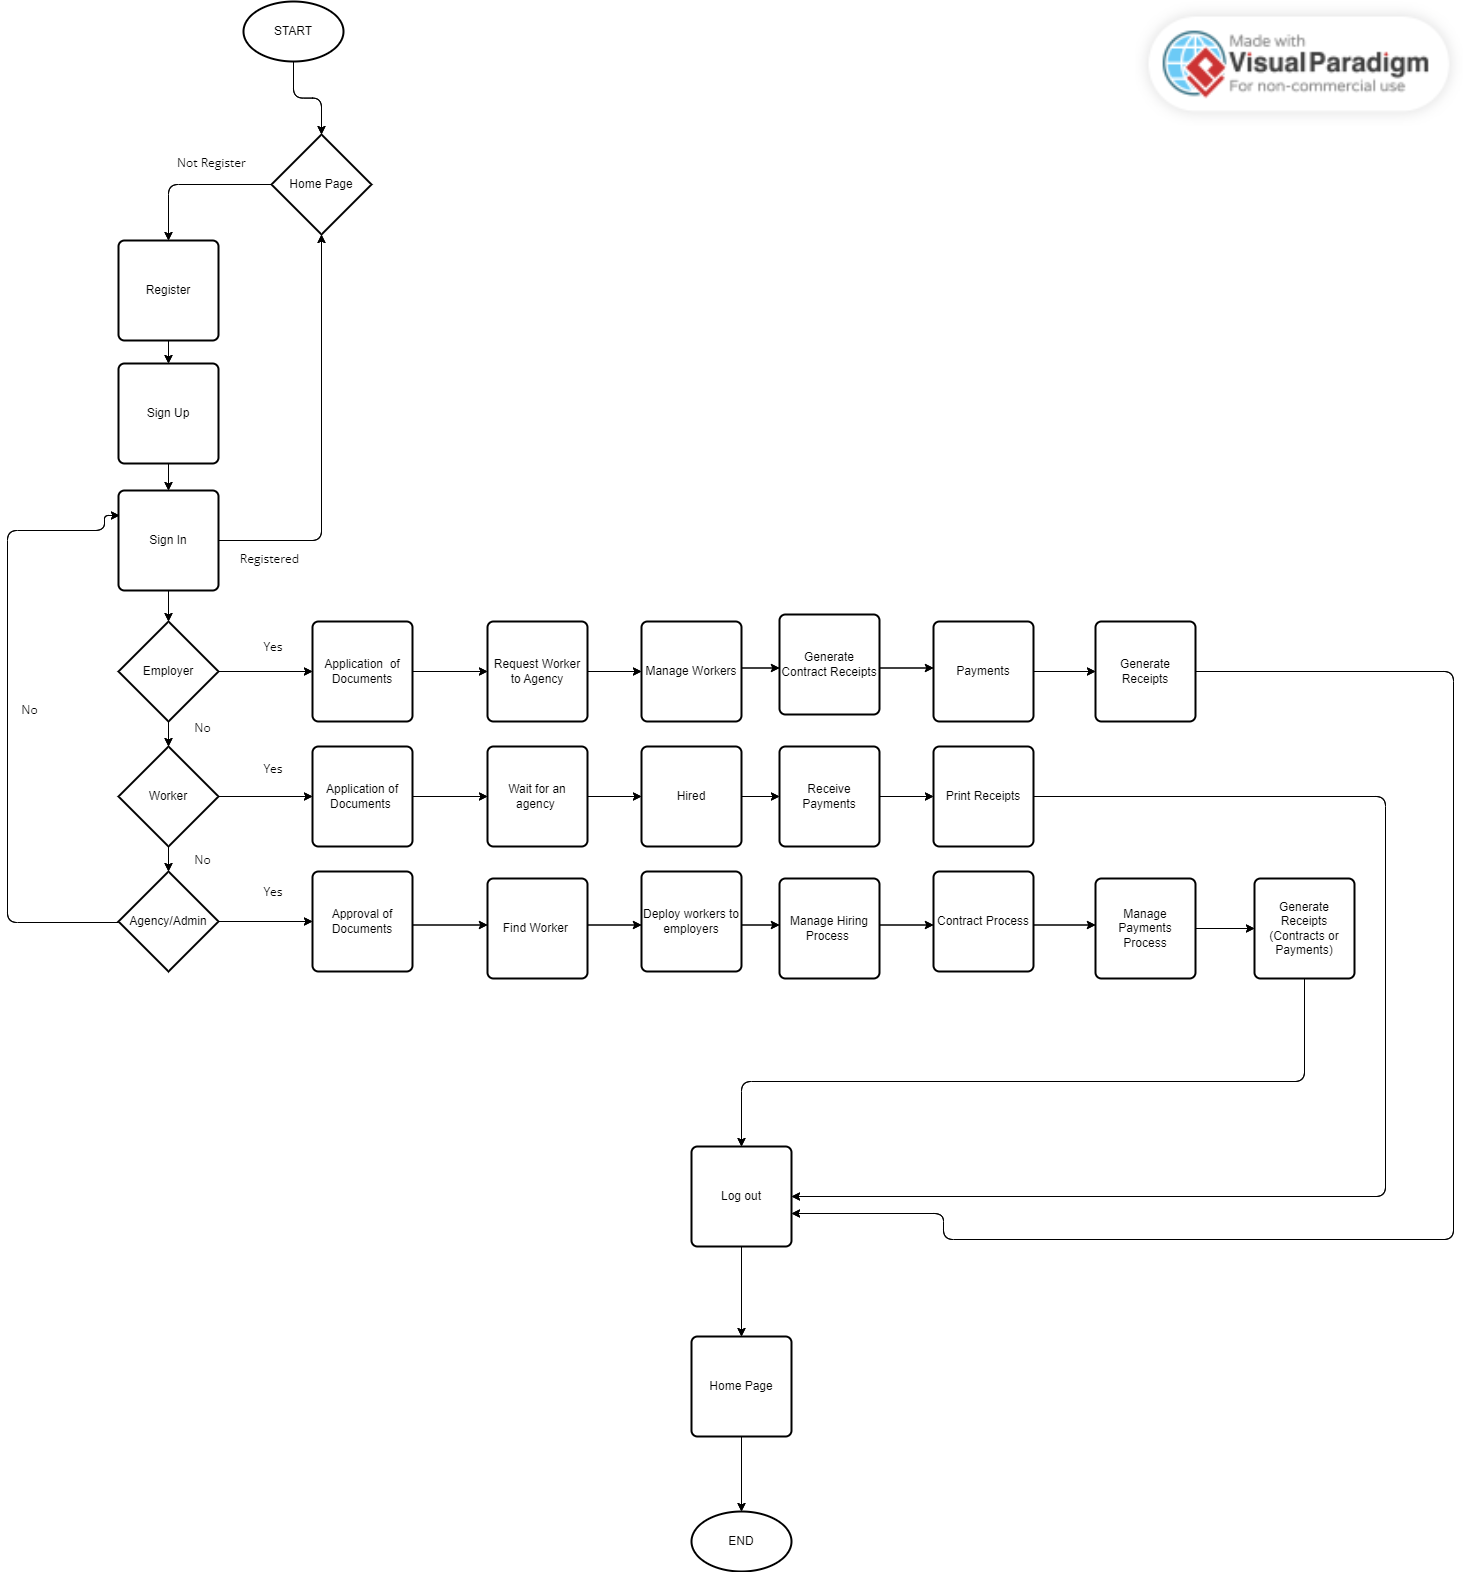 START
Made with
Visual Paradigm
For non-commercial use
Not Register
Home Page
Register
Sign Up
Sign In
Registered
Employer
Yes
Application of
Documents
Request Worker
to Agency
Manage Workers
Generate
Contract Receipts
Payments
Generate
Receipts
No
No
Worker
Yes
Application of
Documents
Wait for an
agency
Hired
Receive
Payments
Print Receipts
No
Agency/Admin
Yes
Approval of
Documents
Find Worker
Deploy workers to
employers
Manage Hiring
Process
Contract Process
Manage
Payments
Process
Generate
Receipts
(Contracts or
Payments)
Log out
Home Page
END